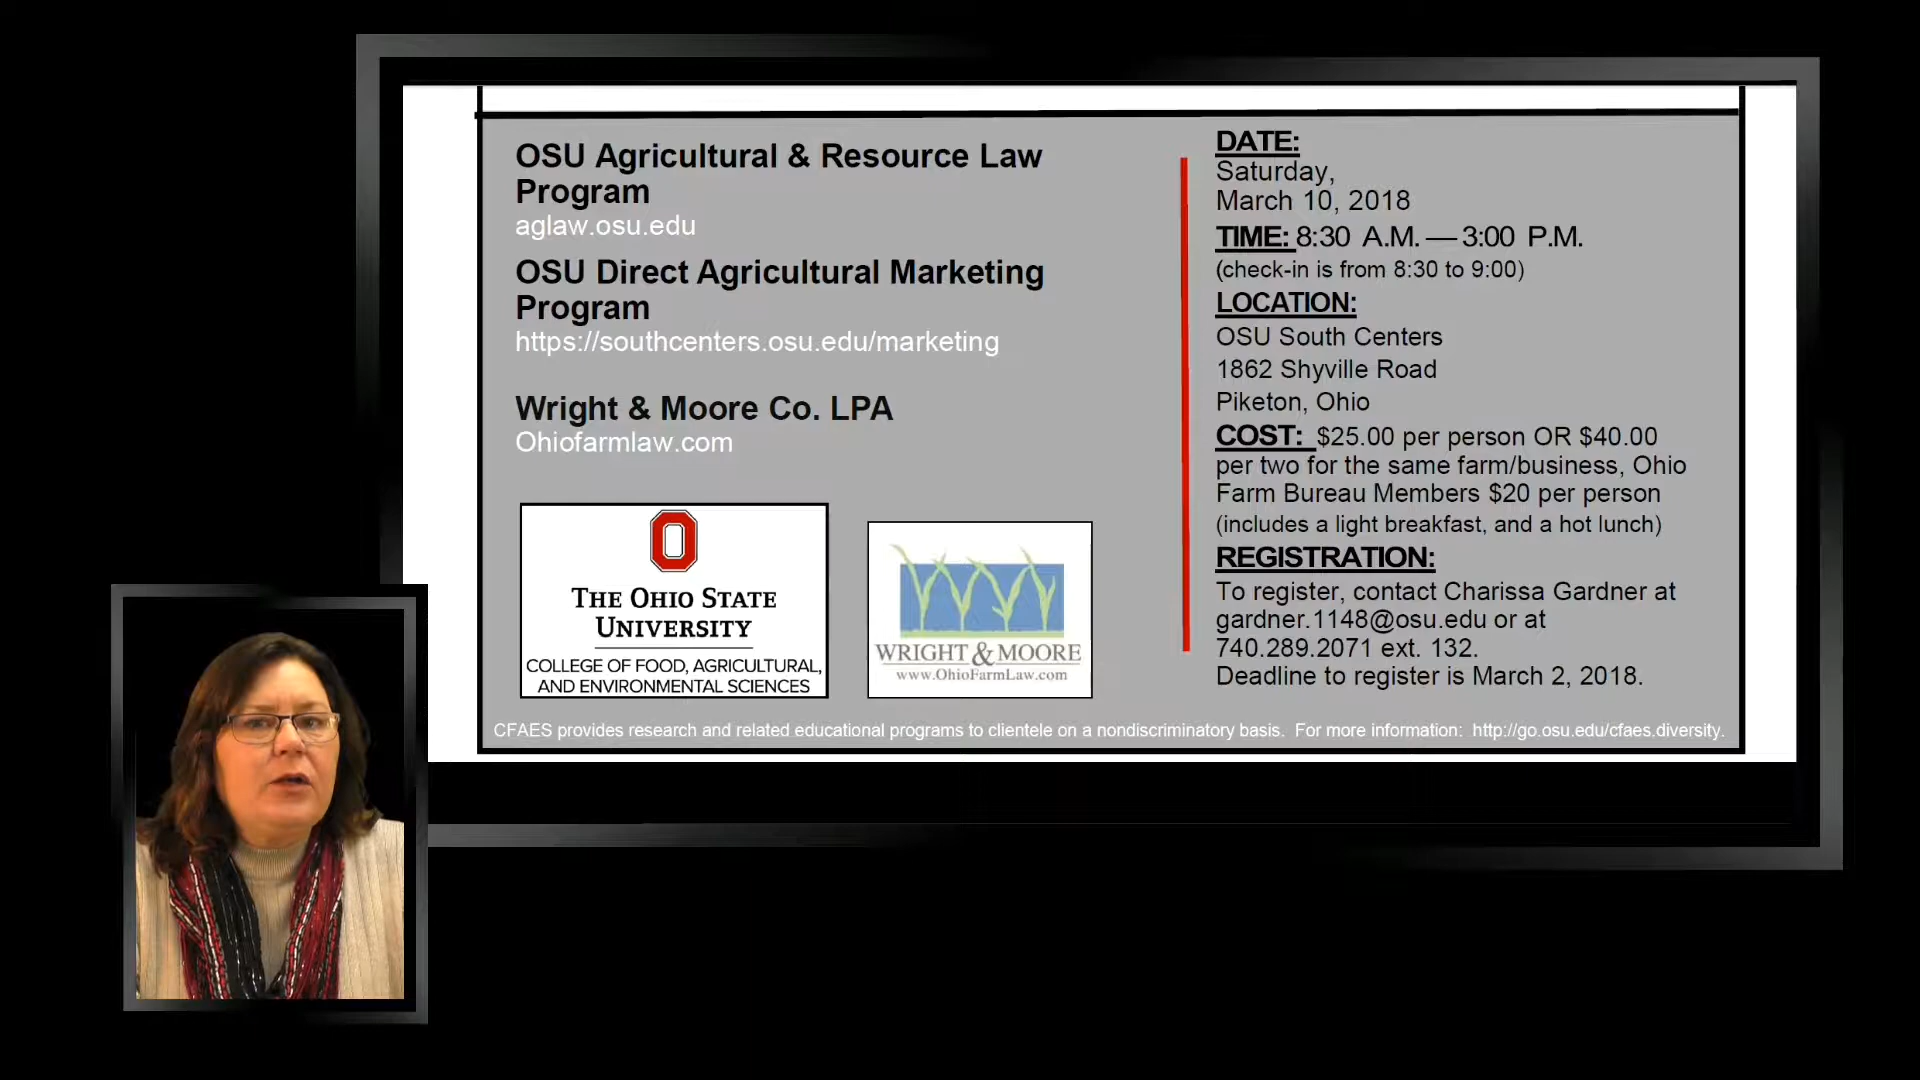 OSU Agricultural & Resource Law
Program
aglaw.osu.edu
OSU Direct Agricultural Marketing
Program
https://southcenters.osu.edu/marketing
Wright & Moore Co. LPA
Ohiofarmlaw.com
O
THE OHIO STATE
UNIVERSITY
COLLEGE OF FOOD, AGRICULTURAL,
AND ENVIRONMENTAL SCIENCES
WRIGHT & MOORE
www.OhioFarmLaw.com
DATE:
Saturday,
March 10, 2018
TIME: 8:30 A.M. — 3:00 P.M.
(check-in is from 8:30 to 9:00)
LOCATION:
OSU South Centers
1862 Shyville Road
Piketon, Ohio
COST: $25.00 per person OR $40.00
per two for the same farm/business, Ohio
Farm Bureau Members $20 per person
(includes a light breakfast, and a hot lunch)
REGISTRATION:
To register, contact Charissa Gardner at
gardner.1148@osu.edu or at
740.289.2071 ext. 132.
Deadline to register is March 2, 2018.
CFAES provides research and related educational programs to clientele on a nondiscriminatory basis. For more information: http://go.osu.edu/cfaes.diversity.